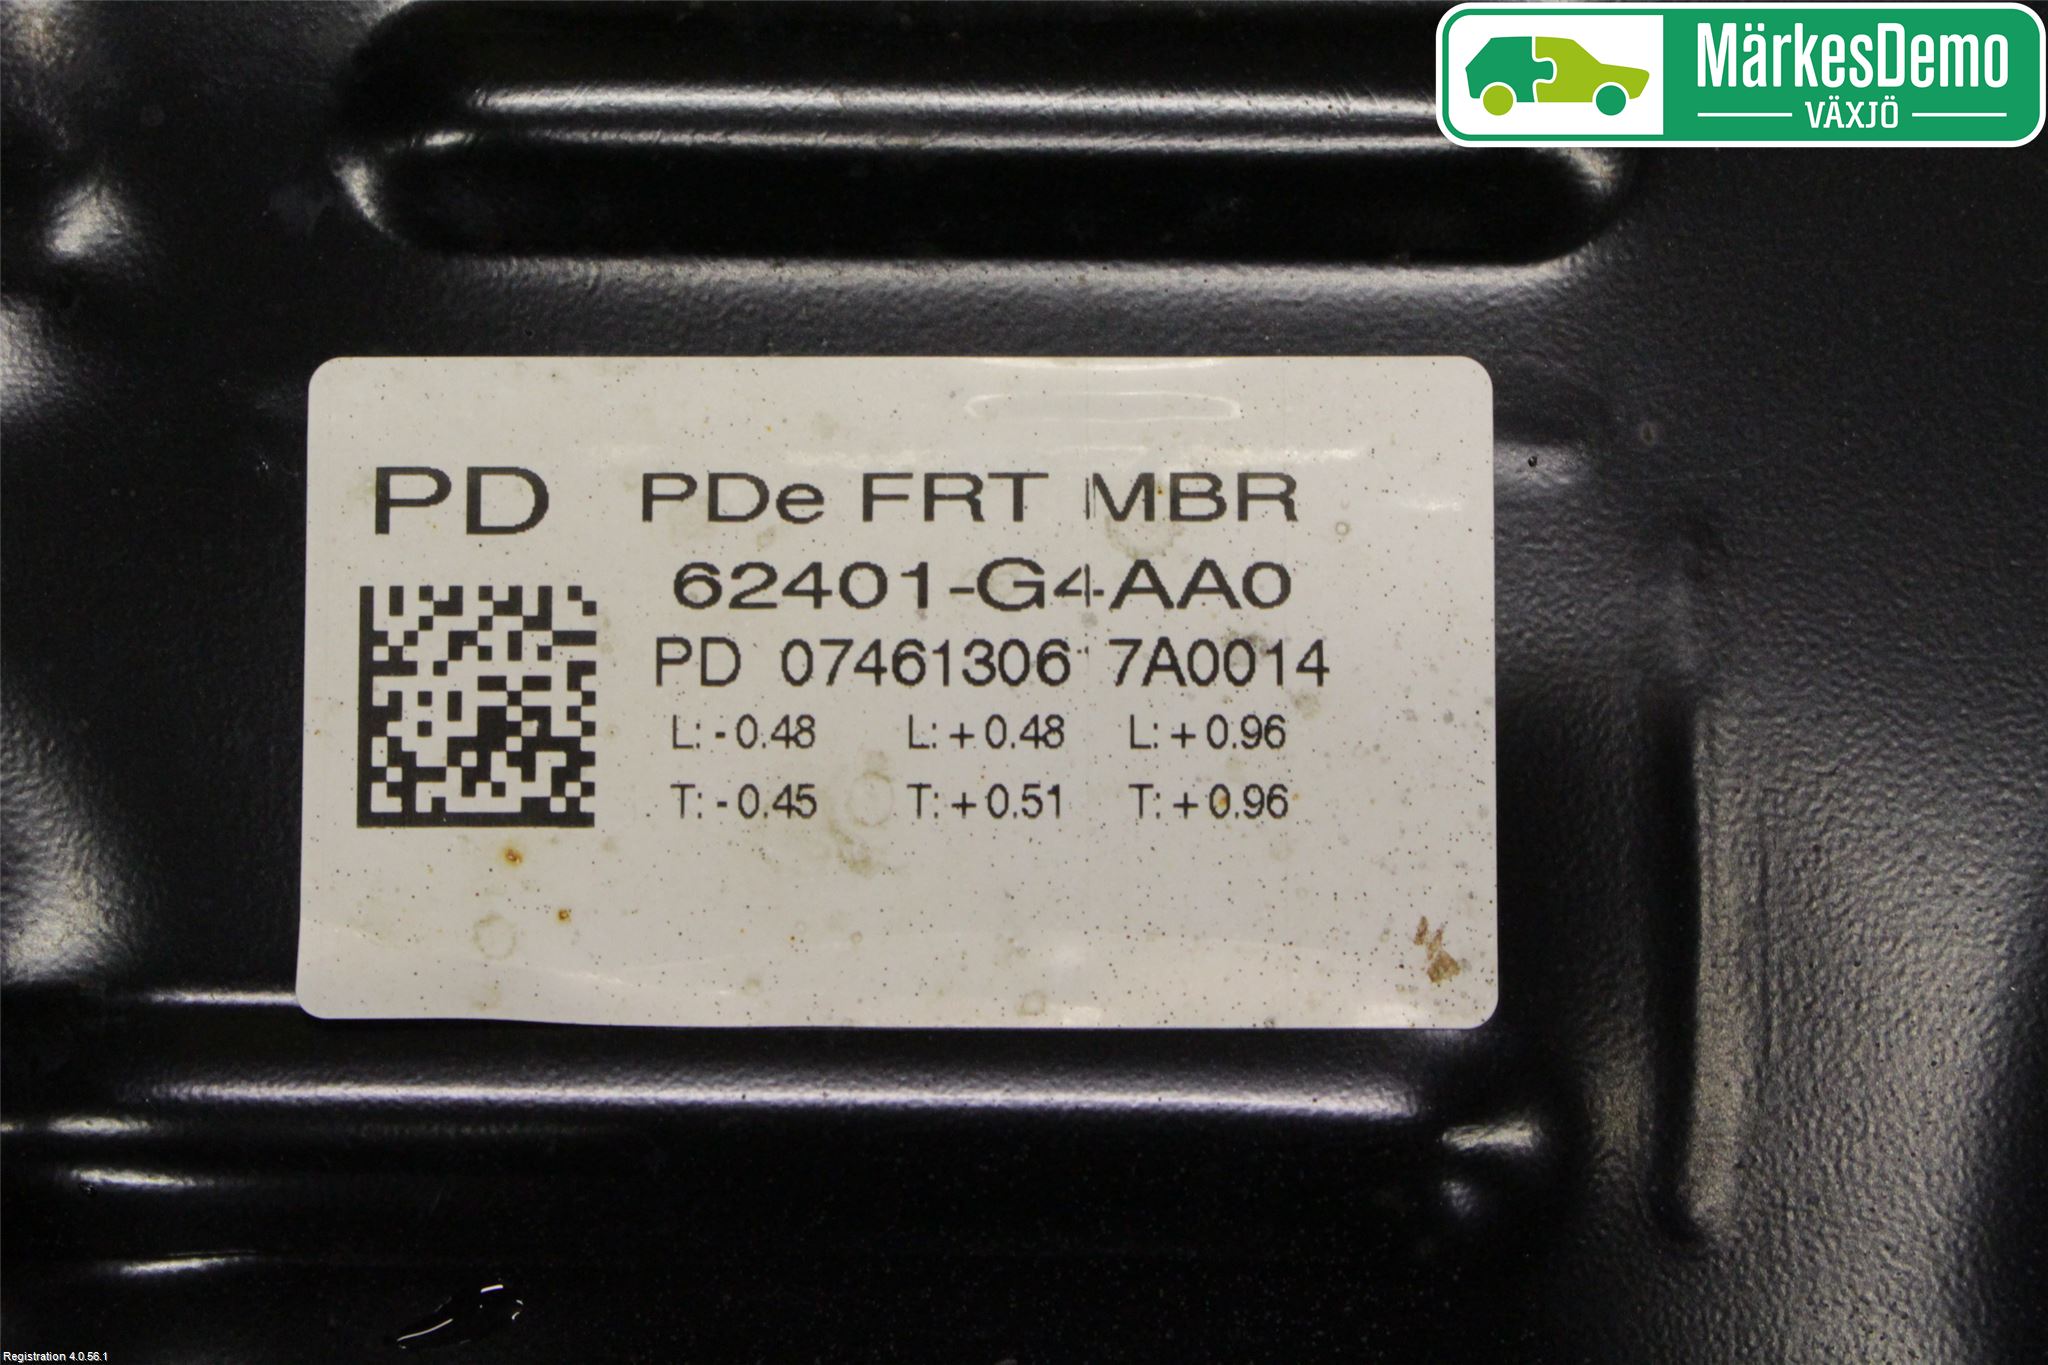 MärkesDemo
VÄXJÖ
PD PDe FRT MBR
62401-G4AA0
PD 07461306 7A0014
L: - 0.48 L: + 0.48 L: + 0.96
T: - 0.45 T: + 0.51 T: + 0.96
Registration 4.0.56.1